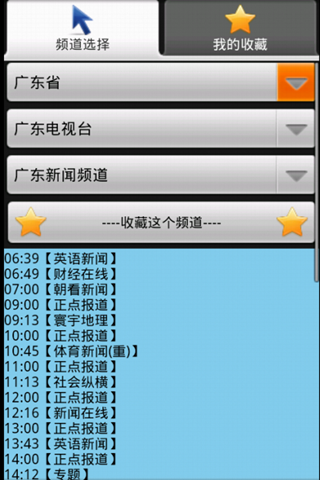 频道选择
我的收藏
广东省
广东电视台
广东新闻频道
----收藏这个频道----
06:39【英语新闻】
06:49【财经在线】
07:00【朝看新闻】
09:00【正点报道】
09:13【寰宇地理】
10:00【正点报道】
10:45【体育新闻(重)】
11:00【正点报道】
11:13【社会纵横】
12:00【正点报道】
12:16【新闻在线】
13:00【正点报道】
13:43【英语新闻】
14:00【正点报道】
14:12【专题】